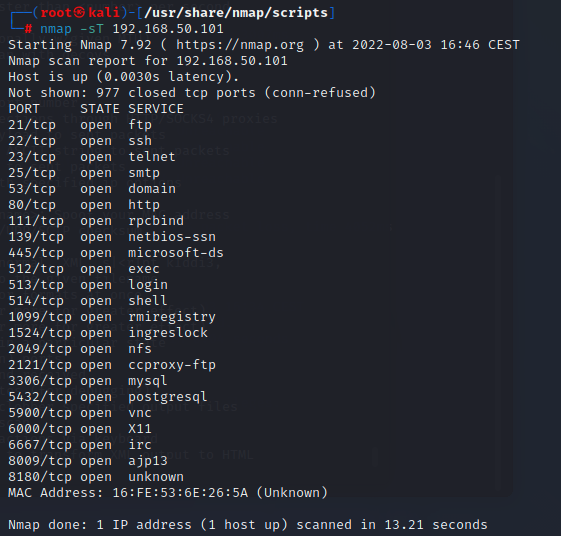 ┌──(root㉿kali)-[/usr/share/nmap/scripts]
└─# nmap -sT 192.168.50.101
Starting Nmap 7.92 ( https://nmap.org ) at 2022-08-03 16:46 CEST
Nmap scan report for 192.168.50.101
Host is up (0.0030s latency).
Not shown: 977 closed tcp ports (conn-refused)
PORT     STATE SERVICE
21/tcp   open  ftp
22/tcp   open  ssh
23/tcp   open  telnet
25/tcp   open  smtp
53/tcp   open  domain
80/tcp   open  http
111/tcp  open  rpcbind
139/tcp  open  netbios-ssn
445/tcp  open  microsoft-ds
512/tcp  open  exec
513/tcp  open  login
514/tcp  open  shell
1099/tcp open  rmiregistry
1524/tcp open  ingreslock
2049/tcp open  nfs
2121/tcp open  ccproxy-ftp
3306/tcp open  mysql
5432/tcp open  postgresql
5900/tcp open  vnc
6000/tcp open  X11
6667/tcp open  irc
8009/tcp open  ajp13
8180/tcp open  unknown
MAC Address: 16:FE:53:6E:26:5A (Unknown)
Nmap done: 1 IP address (1 host up) scanned in 13.21 seconds